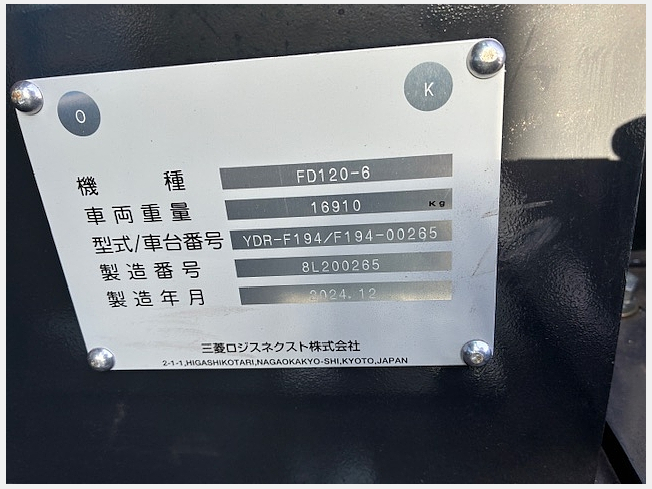 O K
機種 FD120-6
車両重量 16910 Kg
型式/車台番号 YDR-F194/F194-00265
製造番号 8L200265
製造年月 2024.12
三菱ロジスネクスト株式会社
2-1-1,HIGASHIKOTARI,NAGAOKAKYO-SHI,KYOTO,JAPAN